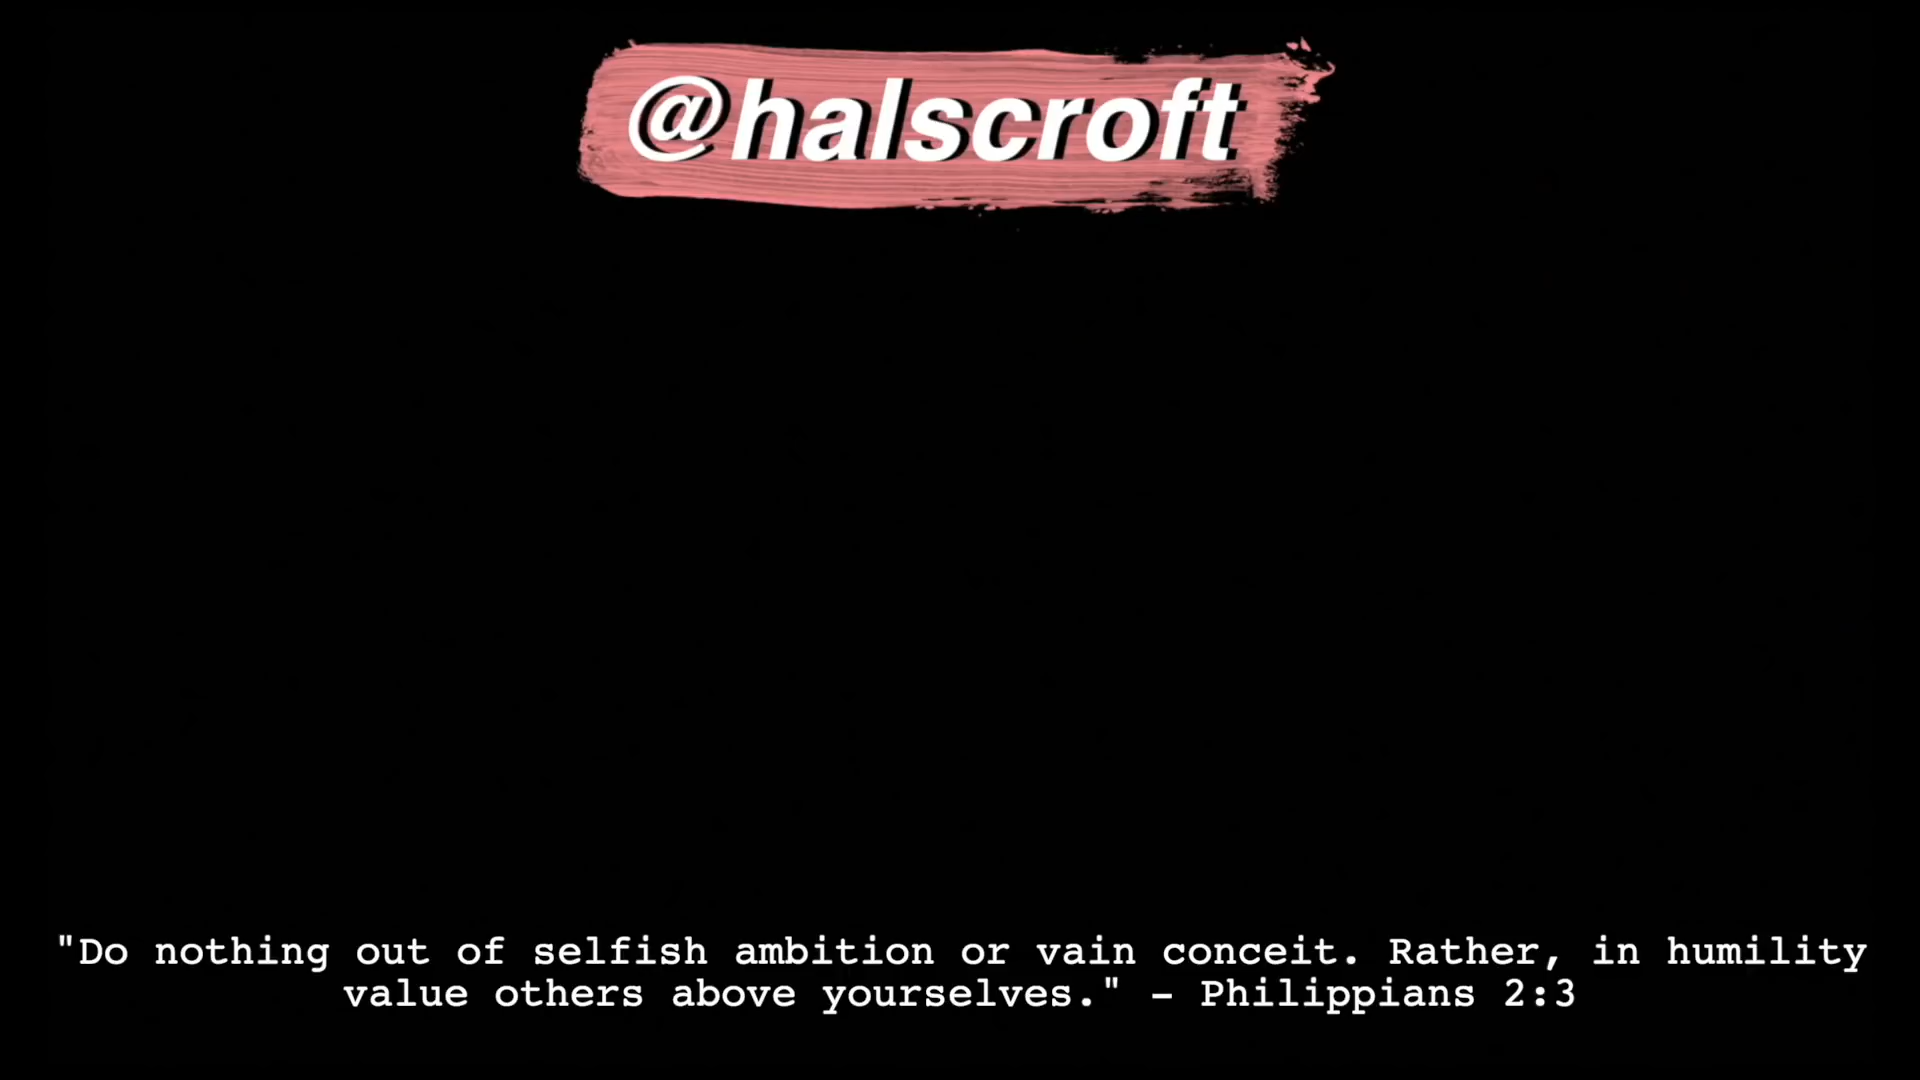 @halscroft
"Do nothing out of selfish ambition or vain conceit. Rather, in humility
value others above yourselves." - Philippians 2:3